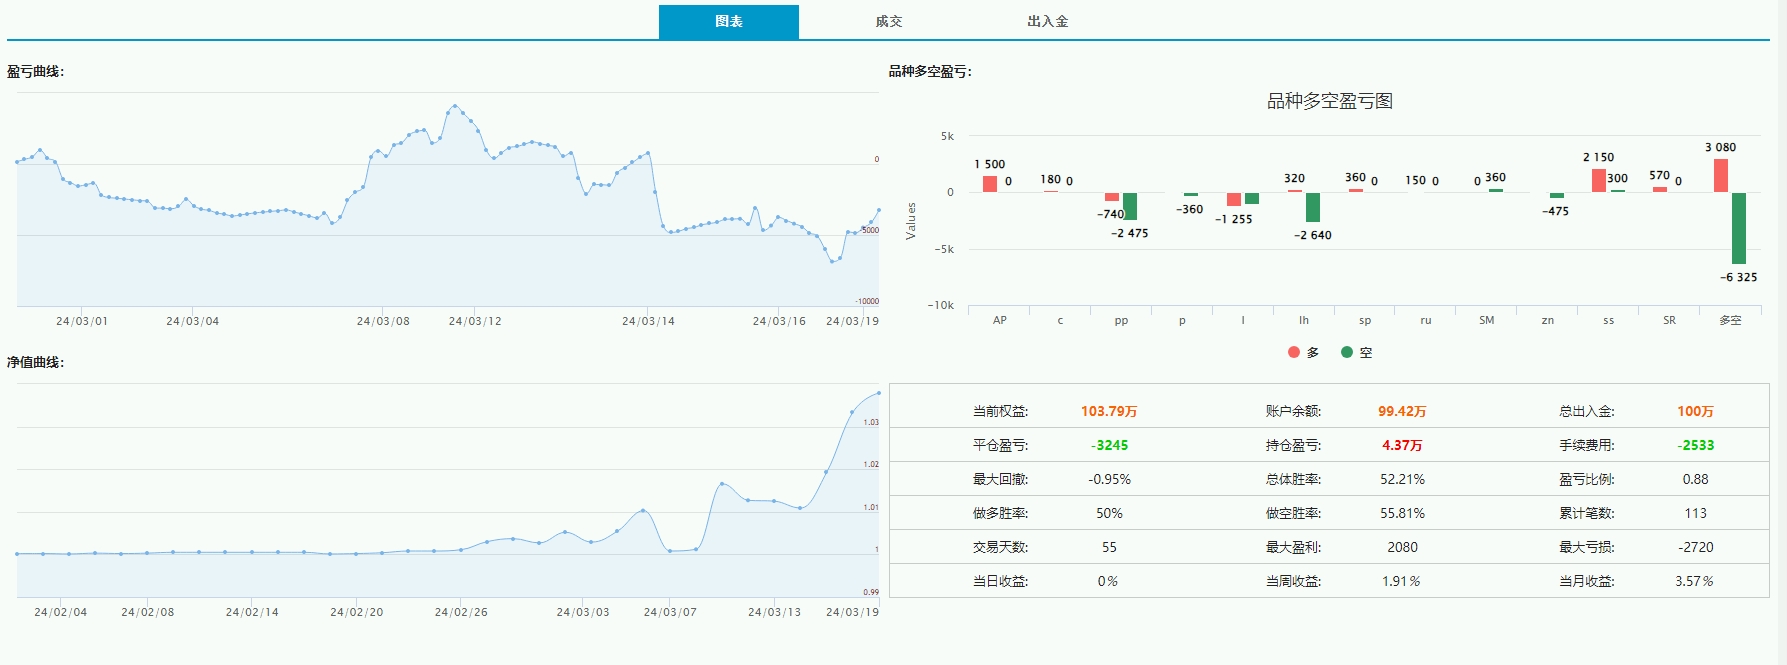 图表 成交 出入金
盈亏曲线:
0
-5000
-10000
24/03/01 24/03/04 24/03/08 24/03/12 24/03/14 24/03/16 24/03/19
净值曲线:
1.03
1.02
1.01
1
0.99
24/02/04 24/02/08 24/02/14 24/02/20 24/02/26 24/03/03 24/03/07 24/03/13 24/03/19
品种多空盈亏:
品种多空盈亏图
Values
5k
0
-5k
-10k
1 500 0 180 0 -740 -2 475 -360 -1 255 320 -2 640 360 0 150 0 0 360 -475 2 150 300 570 0 3 080 -6 325
AP c pp p l lh sp ru SM zn ss SR 多空
多 空
当前权益: 103.79万 账户余额: 99.42万 总出入金: 100万
平仓盈亏: -3245 持仓盈亏: 4.37万 手续费用: -2533
最大回撤: -0.95% 总体胜率: 52.21% 盈亏比例: 0.88
做多胜率: 50% 做空胜率: 55.81% 累计笔数: 113
交易天数: 55 最大盈利: 2080 最大亏损: -2720
当日收益: 0% 当周收益: 1.91% 当月收益: 3.57%